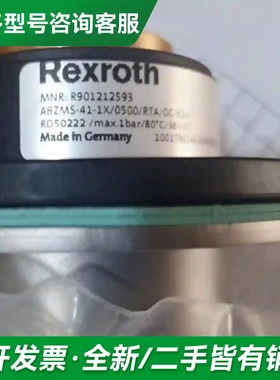 多型号咨询客服
Rexroth
MNR: R901212593
ABZMS-41-1X/0500/RTA/DC-K24
RD50222 /max.1bar/80°C/36
Made in Germany
开发票·全新/二手皆有